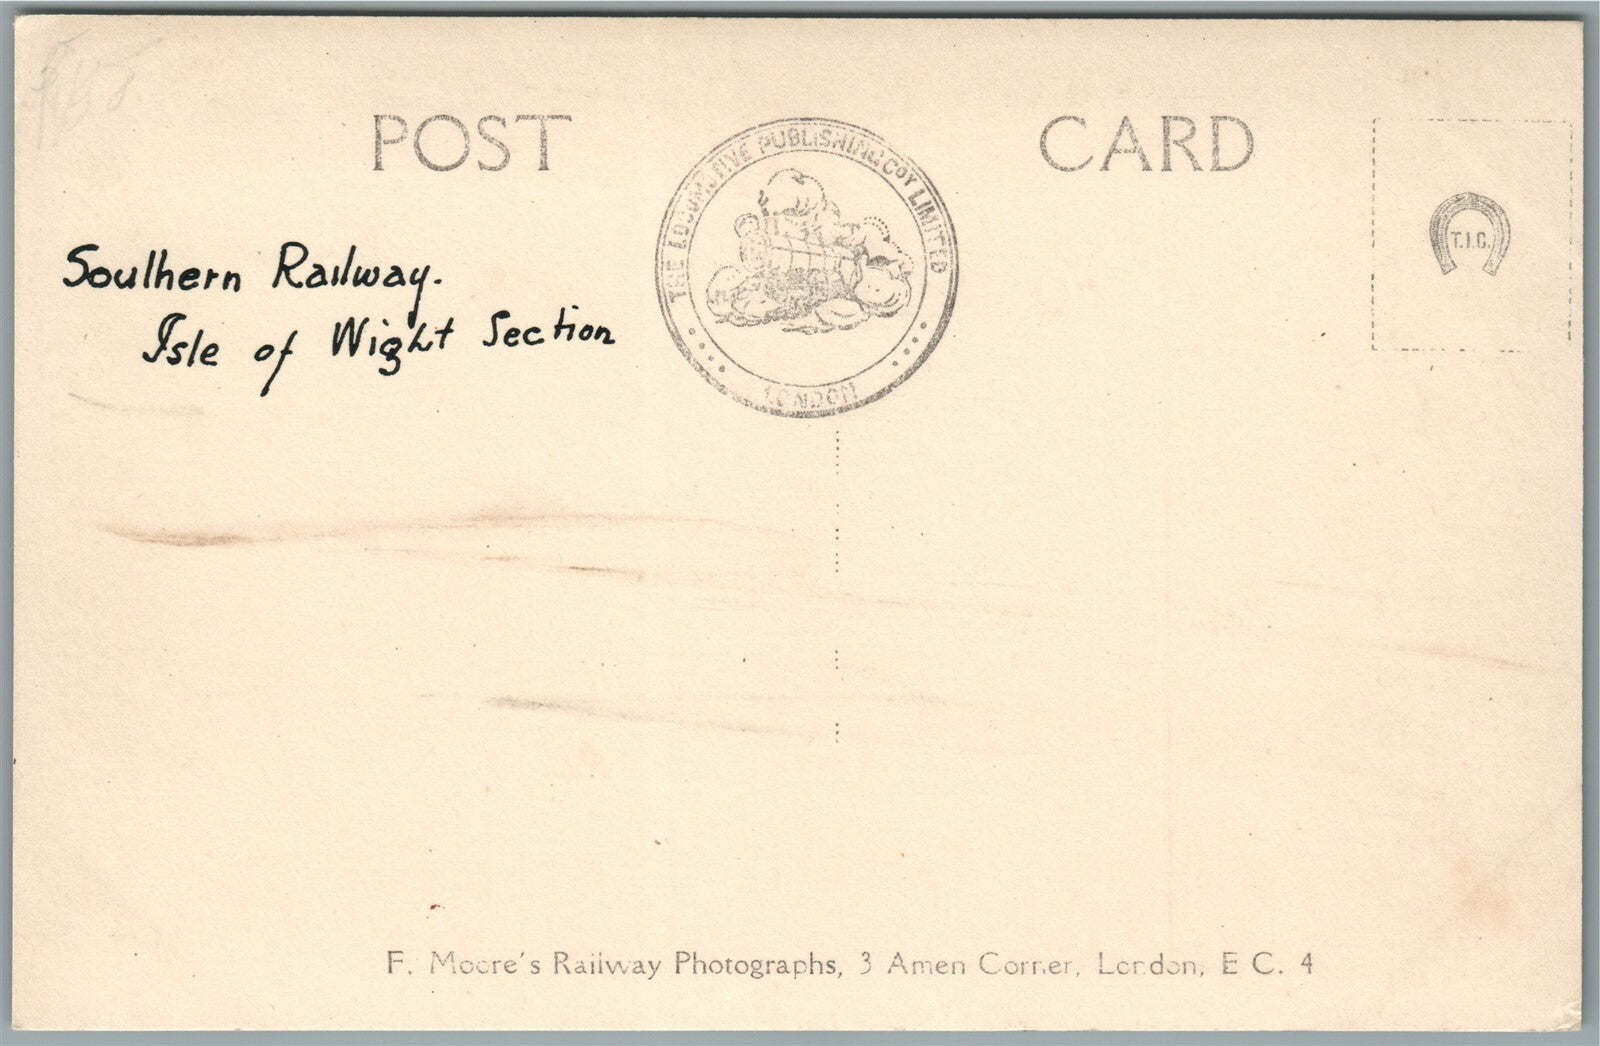 POST CARD
THE LOCOMOTIVE PUBLISHING COY LIMITED
LONDON
T.I.C.
Southern Railway.
Isle of Wight Section
F. Moore's Railway Photographs, 3 Amen Corner, London, E C. 4